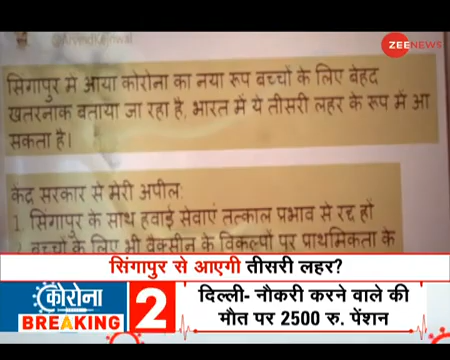 @ArvindKejriwal
ZEE NEWS
सिंगापुर में आया कोरोना का नया रूप बच्चों के लिए बेहद
खतरनाक बताया जा रहा है, भारत में ये तीसरी लहर के रूप में आ
सकता है।
केंद्र सरकार से मेरी अपील:
1. सिंगापुर के साथ हवाई सेवाएं तत्काल प्रभाव से रद्द हों
2. बच्चों के लिए भी वैक्सीन के विकल्पों पर प्राथमिकता के
सिंगापुर से आएगी तीसरी लहर?
कोरोना
BREAKING
2
दिल्ली- नौकरी करने वाले की
मौत पर 2500 रु. पेंशन